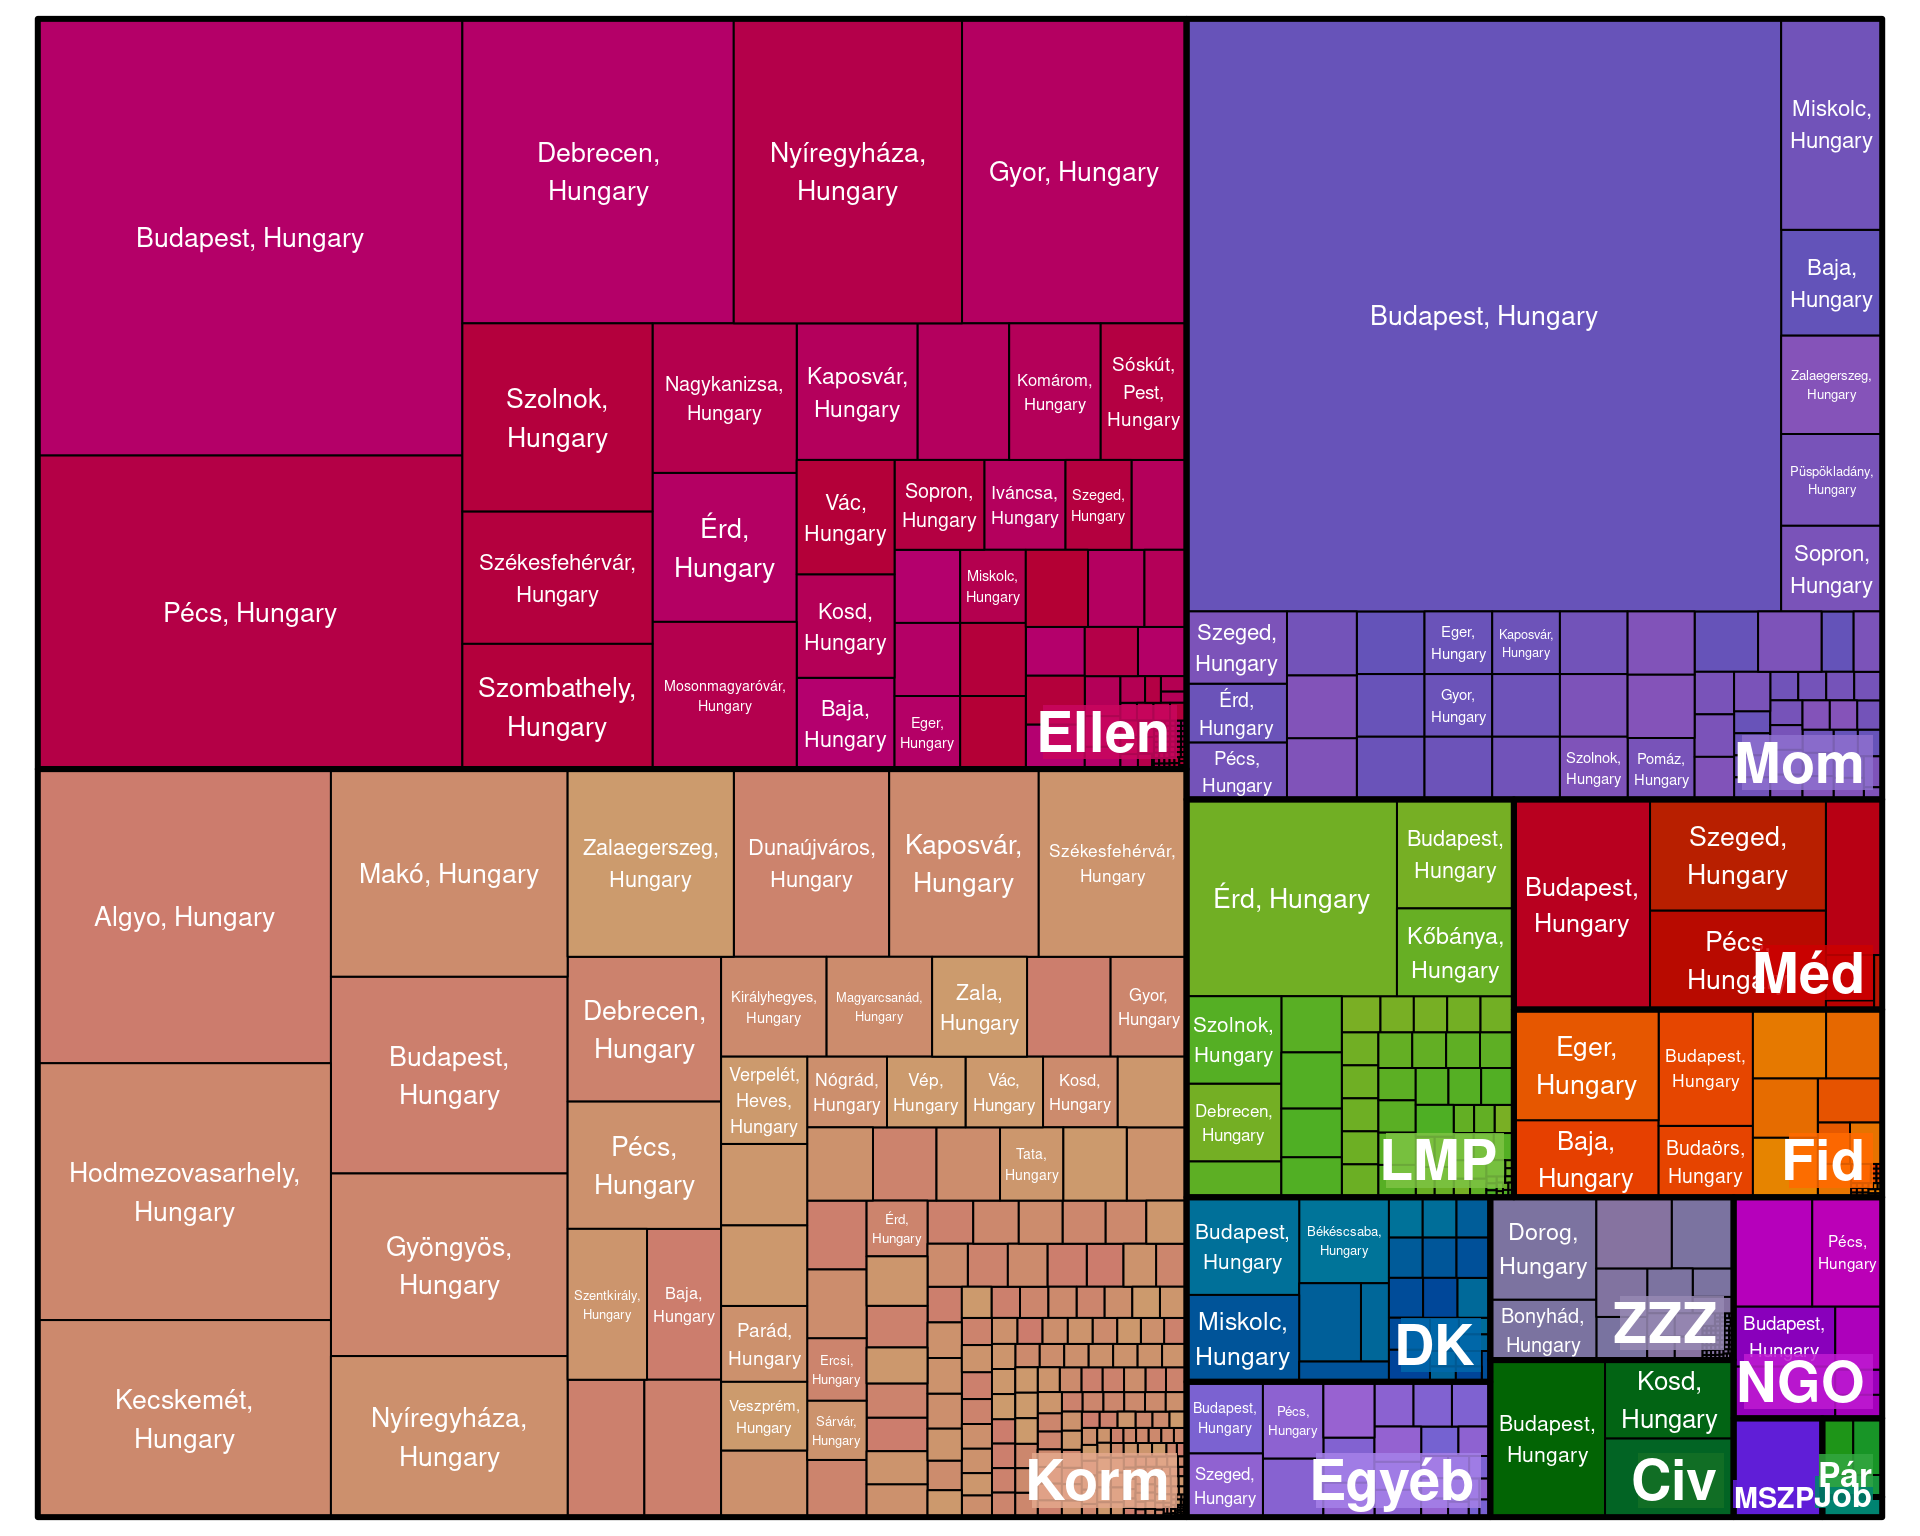 Budapest, Hungary
Pécs, Hungary
Debrecen,
Hungary
Nyíregyháza,
Hungary
Gyor, Hungary
Szolnok,
Hungary
Székesfehérvár,
Hungary
Szombathely,
Hungary
Nagykanizsa,
Hungary
Érd,
Hungary
Mosonmagyaróvár,
Hungary
Kaposvár,
Hungary
Komárom,
Hungary
Sóskút,
Pest,
Hungary
Vác,
Hungary
Kosd,
Hungary
Baja,
Hungary
Sopron,
Hungary
Iváncsa,
Hungary
Szeged,
Hungary
Miskolc,
Hungary
Eger,
Hungary
Ellen
Budapest, Hungary
Miskolc,
Hungary
Baja,
Hungary
Zalaegerszeg,
Hungary
Püspökladány,
Hungary
Sopron,
Hungary
Szeged,
Hungary
Érd,
Hungary
Pécs,
Hungary
Eger,
Hungary
Kaposvár,
Hungary
Gyor,
Hungary
Szolnok,
Hungary
Pomáz,
Hungary
Mom
Algyo, Hungary
Hodmezovasarhely,
Hungary
Kecskemét,
Hungary
Makó, Hungary
Budapest,
Hungary
Gyöngyös,
Hungary
Nyíregyháza,
Hungary
Zalaegerszeg,
Hungary
Dunaújváros,
Hungary
Kaposvár,
Hungary
Székesfehérvár,
Hungary
Debrecen,
Hungary
Pécs,
Hungary
Szentkirály,
Hungary
Baja,
Hungary
Királyhegyes,
Hungary
Magyarcsanád,
Hungary
Zala,
Hungary
Gyor,
Hungary
Verpelét,
Heves,
Hungary
Nógrád,
Hungary
Vép,
Hungary
Vác,
Hungary
Kosd,
Hungary
Tata,
Hungary
Érd,
Hungary
Parád,
Hungary
Veszprém,
Hungary
Ercsi,
Hungary
Sárvár,
Hungary
Korm
Érd, Hungary
Budapest,
Hungary
Kőbánya,
Hungary
Szolnok,
Hungary
Debrecen,
Hungary
LMP
Budapest,
Hungary
Szeged,
Hungary
Pécs,
Hunga
Méd
Eger,
Hungary
Baja,
Hungary
Budapest,
Hungary
Budaörs,
Hungary
Fid
Budapest,
Hungary
Miskolc,
Hungary
Békéscsaba,
Hungary
DK
Dorog,
Hungary
Bonyhád,
Hungary
ZZZ
Pécs,
Hungary
Budapest,
Hungary
NGO
Budapest,
Hungary
Pécs,
Hungary
Szeged,
Hungary
Egyéb
Budapest,
Hungary
Kosd,
Hungary
Civ
MSZP
Pár
Job